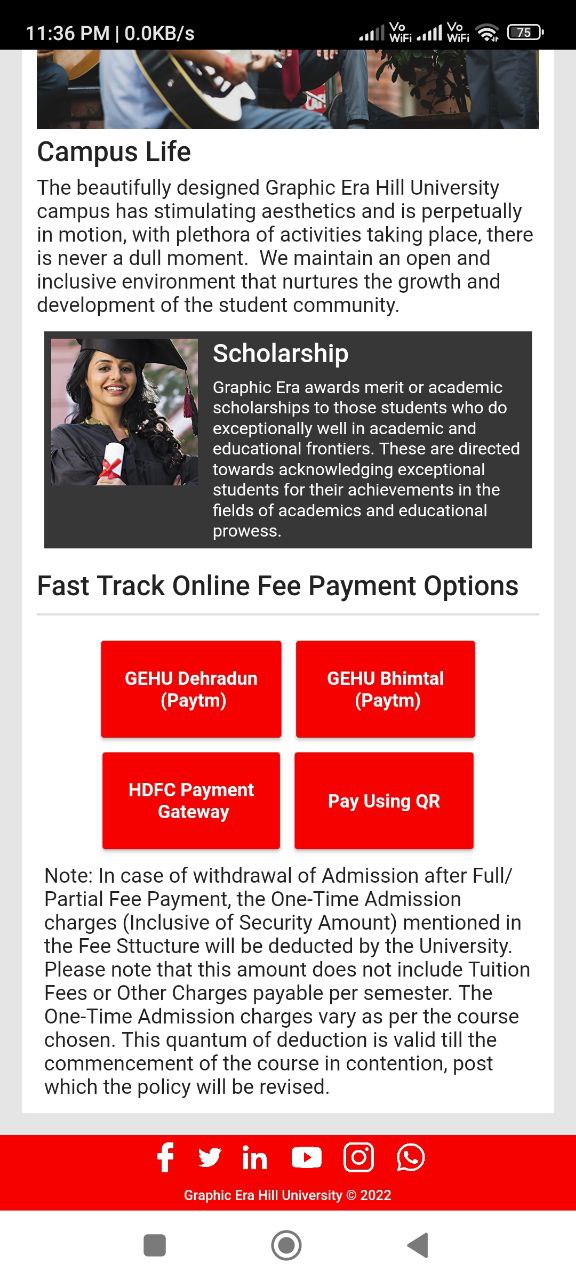 11:36 PM | 0.0KB/s
Vo
WiFi
Vo
WiFi
75
Campus Life
The beautifully designed Graphic Era Hill University
campus has stimulating aesthetics and is perpetually
in motion, with plethora of activities taking place, there
is never a dull moment.  We maintain an open and
inclusive environment that nurtures the growth and
development of the student community.
Scholarship
Graphic Era awards merit or academic
scholarships to those students who do
exceptionally well in academic and
educational frontiers. These are directed
towards acknowledging exceptional
students for their achievements in the
fields of academics and educational
prowess.
Fast Track Online Fee Payment Options
GEHU Dehradun
(Paytm)
GEHU Bhimtal
(Paytm)
HDFC Payment
Gateway
Pay Using QR
Note: In case of withdrawal of Admission after Full/
Partial Fee Payment, the One-Time Admission
charges (Inclusive of Security Amount) mentioned in
the Fee Sttucture will be deducted by the University.
Please note that this amount does not include Tuition
Fees or Other Charges payable per semester. The
One-Time Admission charges vary as per the course
chosen. This quantum of deduction is valid till the
commencement of the course in contention, post
which the policy will be revised.
Graphic Era Hill University © 2022